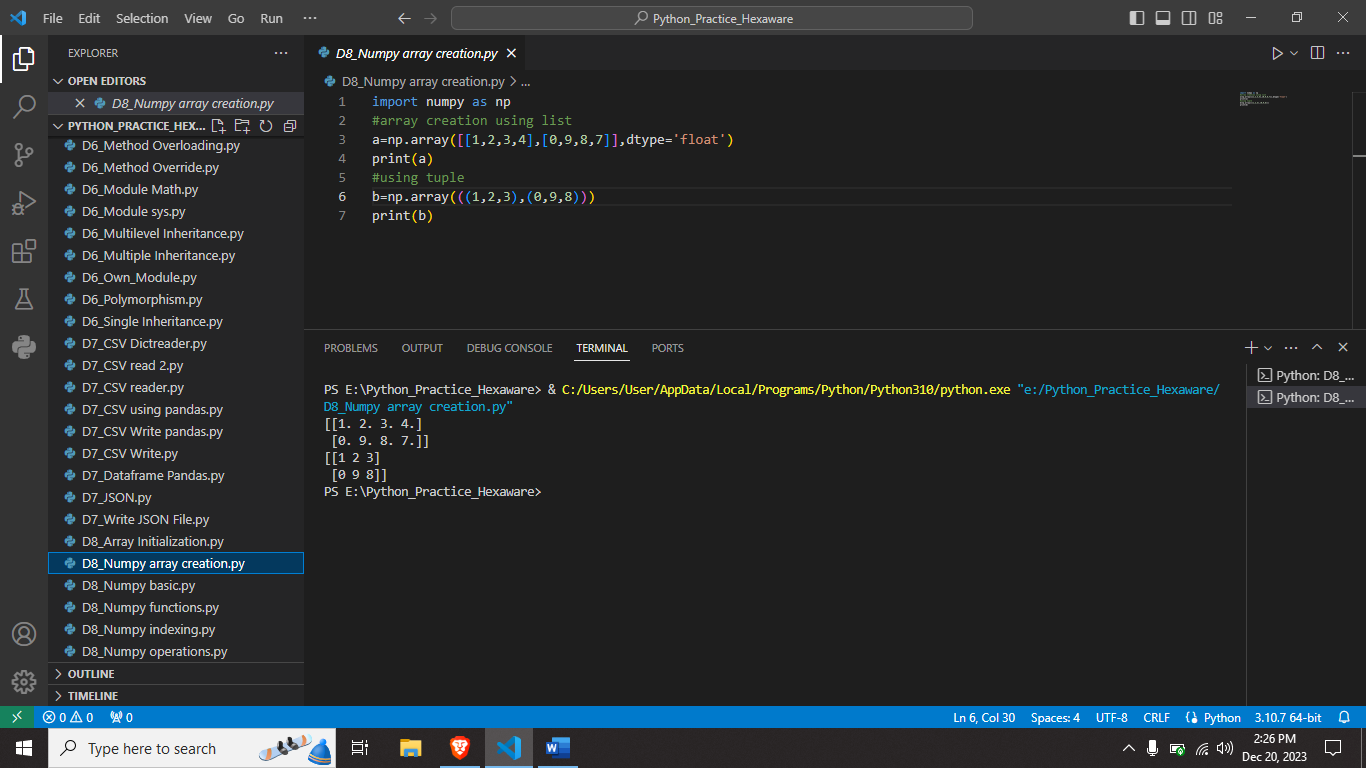 File Edit Selection View Go Run ···
Python_Practice_Hexaware
EXPLORER
OPEN EDITORS
D8_Numpy array creation.py
PYTHON_PRACTICE_HEX...
D6_Method Overloading.py
D6_Method Override.py
D6_Module Math.py
D6_Module sys.py
D6_Multilevel Inheritance.py
D6_Multiple Inheritance.py
D6_Own_Module.py
D6_Polymorphism.py
D6_Single Inheritance.py
D7_CSV Dictreader.py
D7_CSV read 2.py
D7_CSV reader.py
D7_CSV using pandas.py
D7_CSV Write pandas.py
D7_CSV Write.py
D7_Dataframe Pandas.py
D7_JSON.py
D7_Write JSON File.py
D8_Array Initialization.py
D8_Numpy array creation.py
D8_Numpy basic.py
D8_Numpy functions.py
D8_Numpy indexing.py
D8_Numpy operations.py
OUTLINE
TIMELINE
D8_Numpy array creation.py
D8_Numpy array creation.py > ...
1 import numpy as np
2 #array creation using list
3 a=np.array([[1,2,3,4],[0,9,8,7]],dtype='float')
4 print(a)
5 #using tuple
6 b=np.array(((1,2,3),(0,9,8)))
7 print(b)
PROBLEMS OUTPUT DEBUG CONSOLE TERMINAL PORTS
PS E:\Python_Practice_Hexaware> & C:/Users/User/AppData/Local/Programs/Python/Python310/python.exe "e:/Python_Practice_Hexaware/
D8_Numpy array creation.py"
[[1. 2. 3. 4.]
 [0. 9. 8. 7.]]
[[1 2 3]
 [0 9 8]]
PS E:\Python_Practice_Hexaware>
Python: D8_...
Python: D8_...
0 0 0 Ln 6, Col 30 Spaces: 4 UTF-8 CRLF Python 3.10.7 64-bit
Type here to search
2:26 PM
Dec 20, 2023